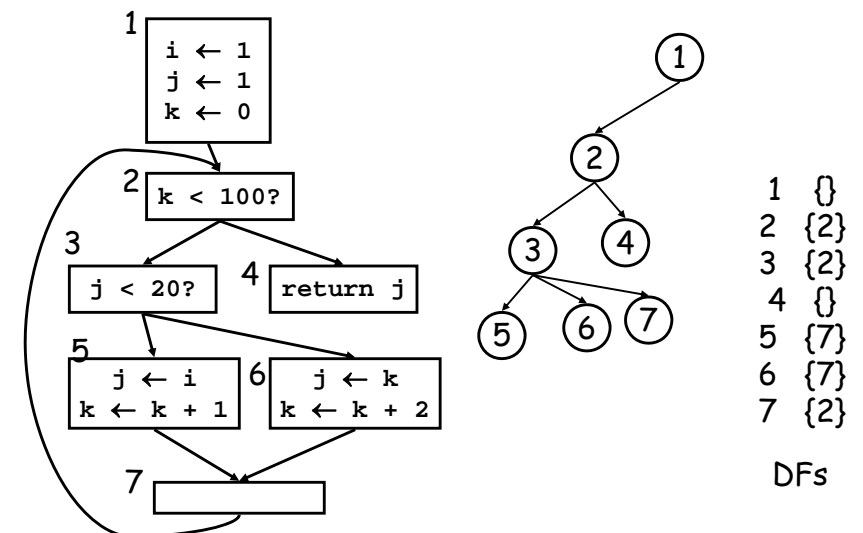 1
i ← 1
j ← 1
k ← 0
2
k < 100?
3
j < 20?
4
return j
5
j ← i
k ← k + 1
6
j ← k
k ← k + 2
7
1
2
3
4
5
6
7
1 {}
2 {2}
3 {2}
4 {}
5 {7}
6 {7}
7 {2}
DFs